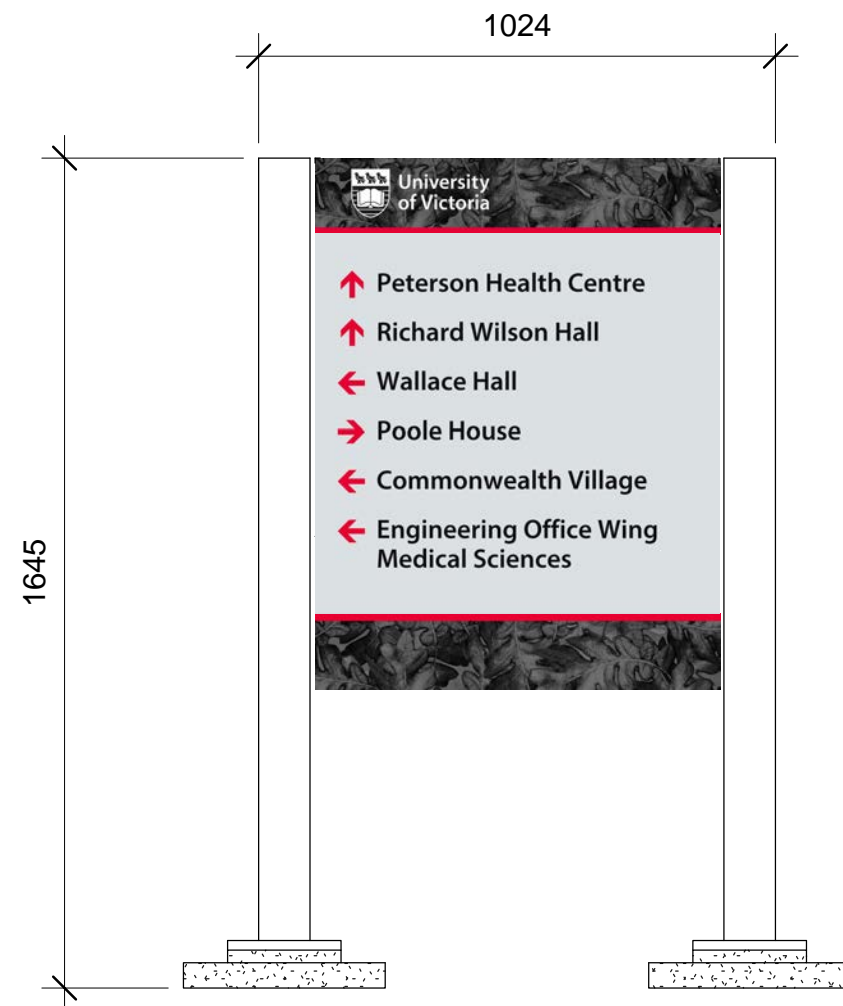 1024
University
of Victoria
Peterson Health Centre
Richard Wilson Hall
Wallace Hall
Poole House
Commonwealth Village
Engineering Office Wing
Medical Sciences
1645